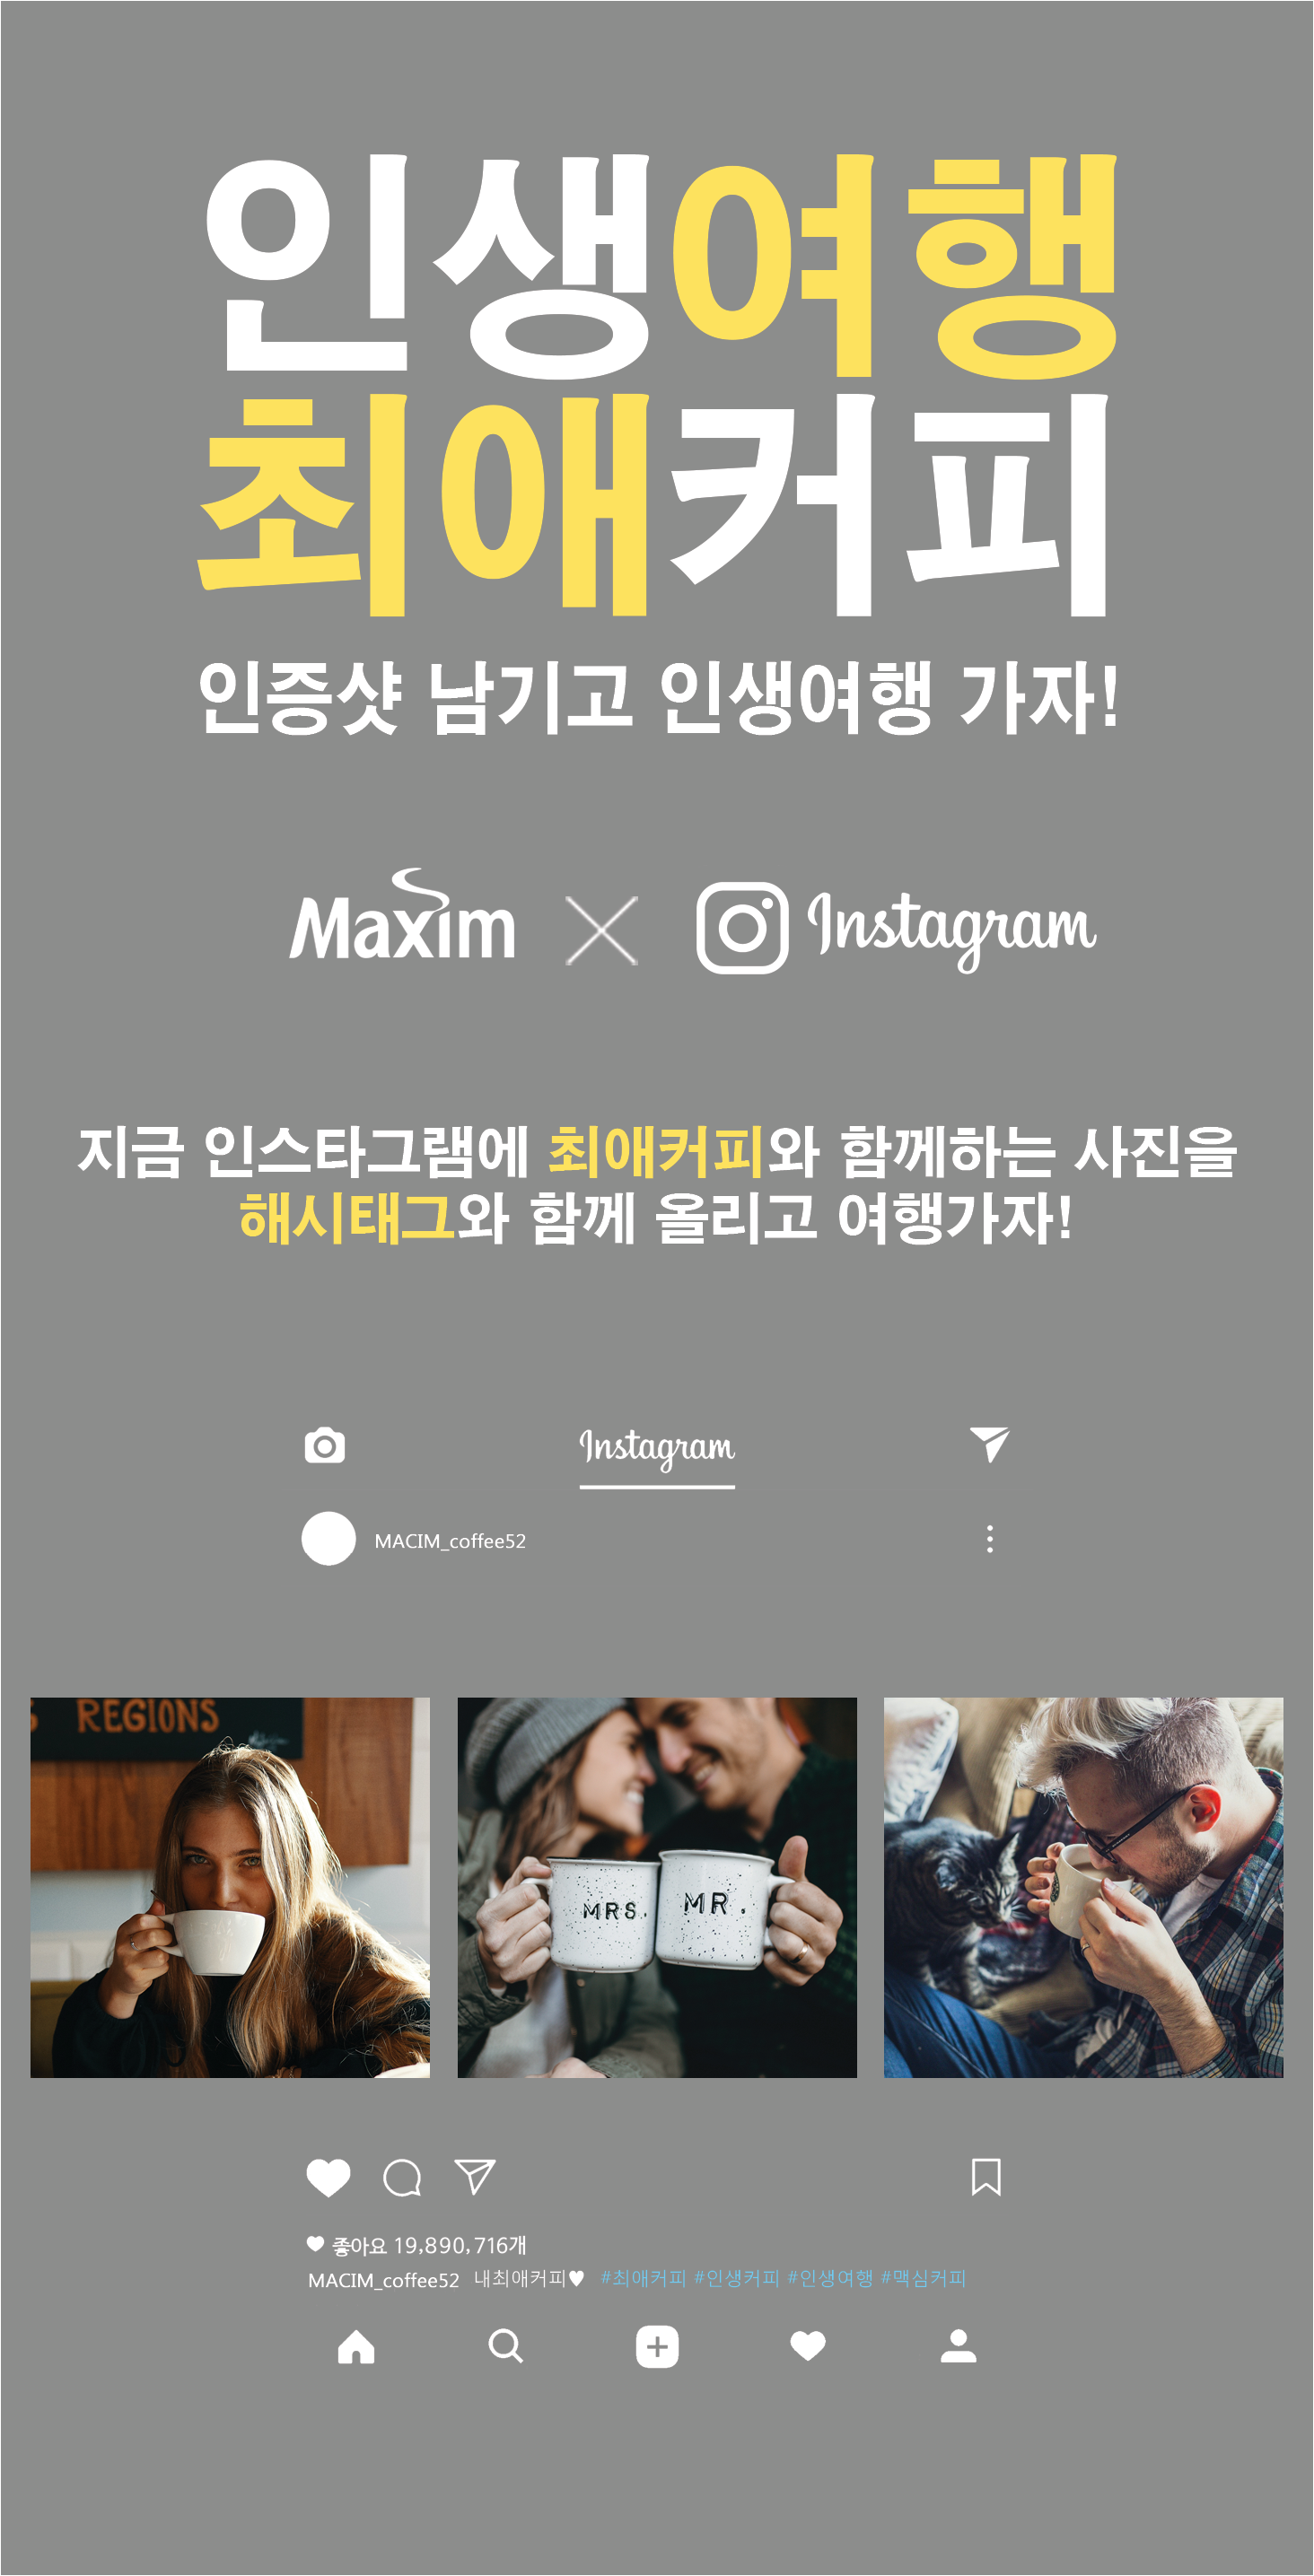 인생여행
최애커피
인증샷 남기고 인생여행 가자!
Maxim × Instagram
지금 인스타그램에 최애커피와 함께하는 사진을
해시태그와 함께 올리고 여행가자!
Instagram
MACIM_coffee52
REGIONS
MRS. MR.
좋아요 19,890,716개
MACIM_coffee52 내최애커피♥ #최애커피 #인생커피 #인생여행 #맥심커피